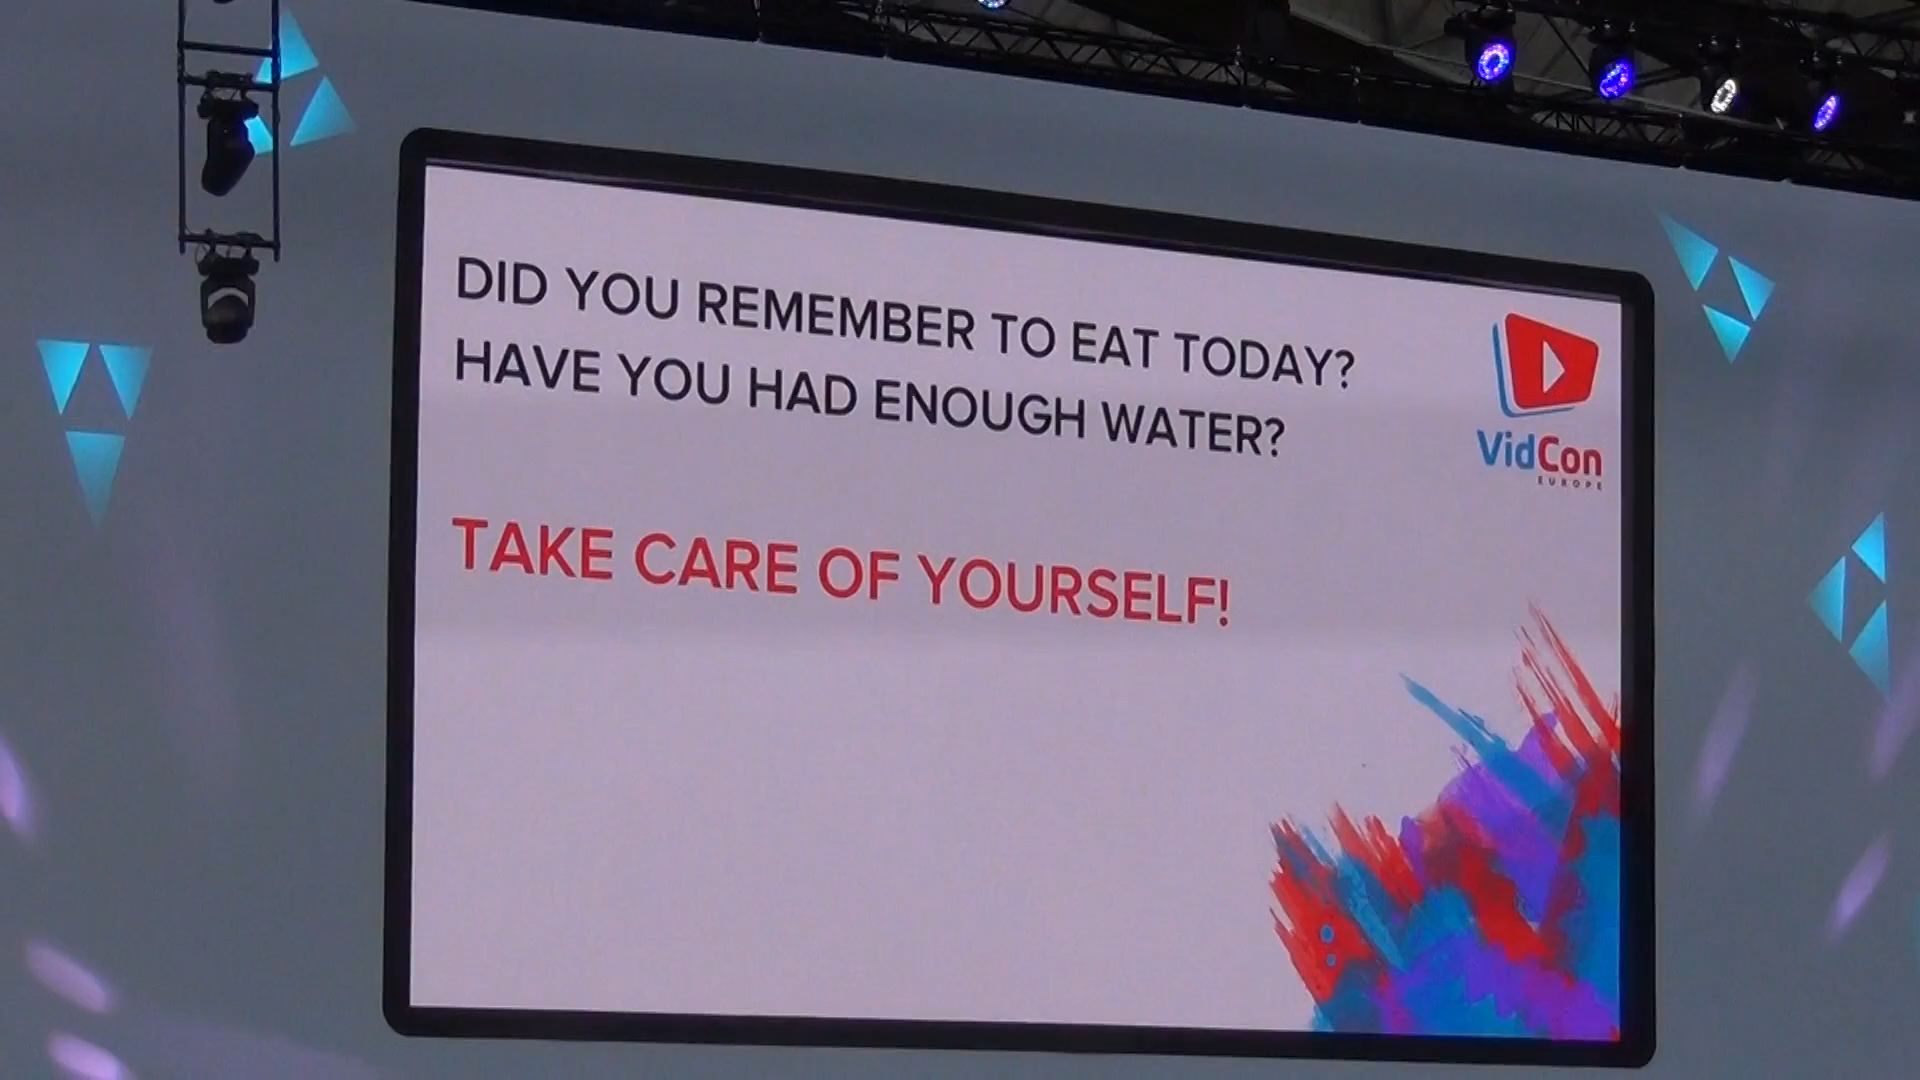 DID YOU REMEMBER TO EAT TODAY?
HAVE YOU HAD ENOUGH WATER?
TAKE CARE OF YOURSELF!
VidCon
EUROPE